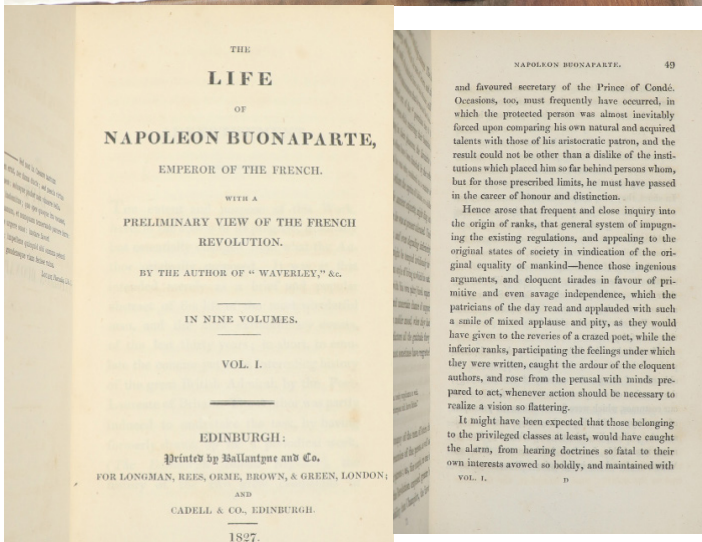 THE
LIFE
OF
NAPOLEON BUONAPARTE,
EMPEROR OF THE FRENCH.
WITH A
PRELIMINARY VIEW OF THE FRENCH
REVOLUTION.
BY THE AUTHOR OF “ WAVERLEY,” &c.
IN NINE VOLUMES.
VOL. I.
EDINBURGH:
Printed by Ballantyne and Co.
FOR LONGMAN, REES, ORME, BROWN, & GREEN, LONDON;
AND
CADELL & CO., EDINBURGH.
1827.
NAPOLEON BUONAPARTE. 49
and favoured secretary of the Prince of Condé.
Occasions, too, must frequently have occurred, in
which the protected person was almost inevitably
forced upon comparing his own natural and acquired
talents with those of his aristocratic patron, and the
result could not be other than a dislike of the insti-
tutions which placed him so far behind persons whom,
but for those prescribed limits, he must have passed
in the career of honour and distinction.
Hence arose that frequent and close inquiry into
the origin of ranks, that general system of impugn-
ing the existing regulations, and appealing to the
original states of society in vindication of the ori-
ginal equality of mankind—hence those ingenious
arguments, and eloquent tirades in favour of pri-
mitive and even savage independence, which the
patricians of the day read and applauded with such
a smile of mixed applause and pity, as they would
have given to the reveries of a crazed poet, while the
inferior ranks, participating the feelings under which
they were written, caught the ardour of the eloquent
authors, and rose from the perusal with minds pre-
pared to act, whenever action should be necessary to
realize a vision so flattering.
It might have been expected that those belonging
to the privileged classes at least, would have caught
the alarm, from hearing doctrines so fatal to their
own interests avowed so boldly, and maintained with
VOL. I. D